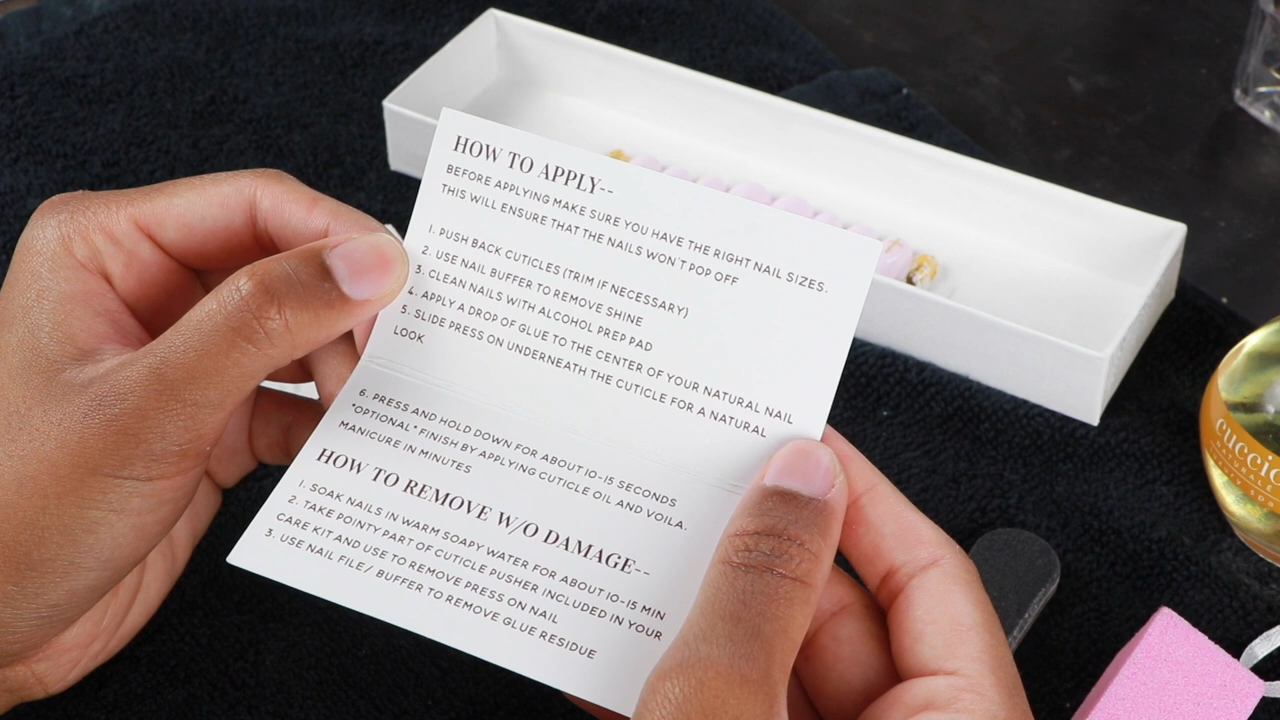 HOW TO APPLY--
BEFORE APPLYING MAKE SURE YOU HAVE THE RIGHT NAIL SIZES.
THIS WILL ENSURE THAT THE NAILS WON'T POP OFF
1. PUSH BACK CUTICLES (TRIM IF NECESSARY)
2. USE NAIL BUFFER TO REMOVE SHINE
3. CLEAN NAILS WITH ALCOHOL PREP PAD
4. APPLY A DROP OF GLUE TO THE CENTER OF YOUR NATURAL NAIL
5. SLIDE PRESS ON UNDERNEATH THE CUTICLE FOR A NATURAL
LOOK
6. PRESS AND HOLD DOWN FOR ABOUT 10-15 SECONDS
*OPTIONAL* FINISH BY APPLYING CUTICLE OIL AND VOILA,
MANICURE IN MINUTES
HOW TO REMOVE W/O DAMAGE--
1. SOAK NAILS IN WARM SOAPY WATER FOR ABOUT 10-15 MIN
2. TAKE POINTY PART OF CUTICLE PUSHER INCLUDED IN YOUR
CARE KIT AND USE TO REMOVE PRESS ON NAIL
3. USE NAIL FILE/ BUFFER TO REMOVE GLUE RESIDUE